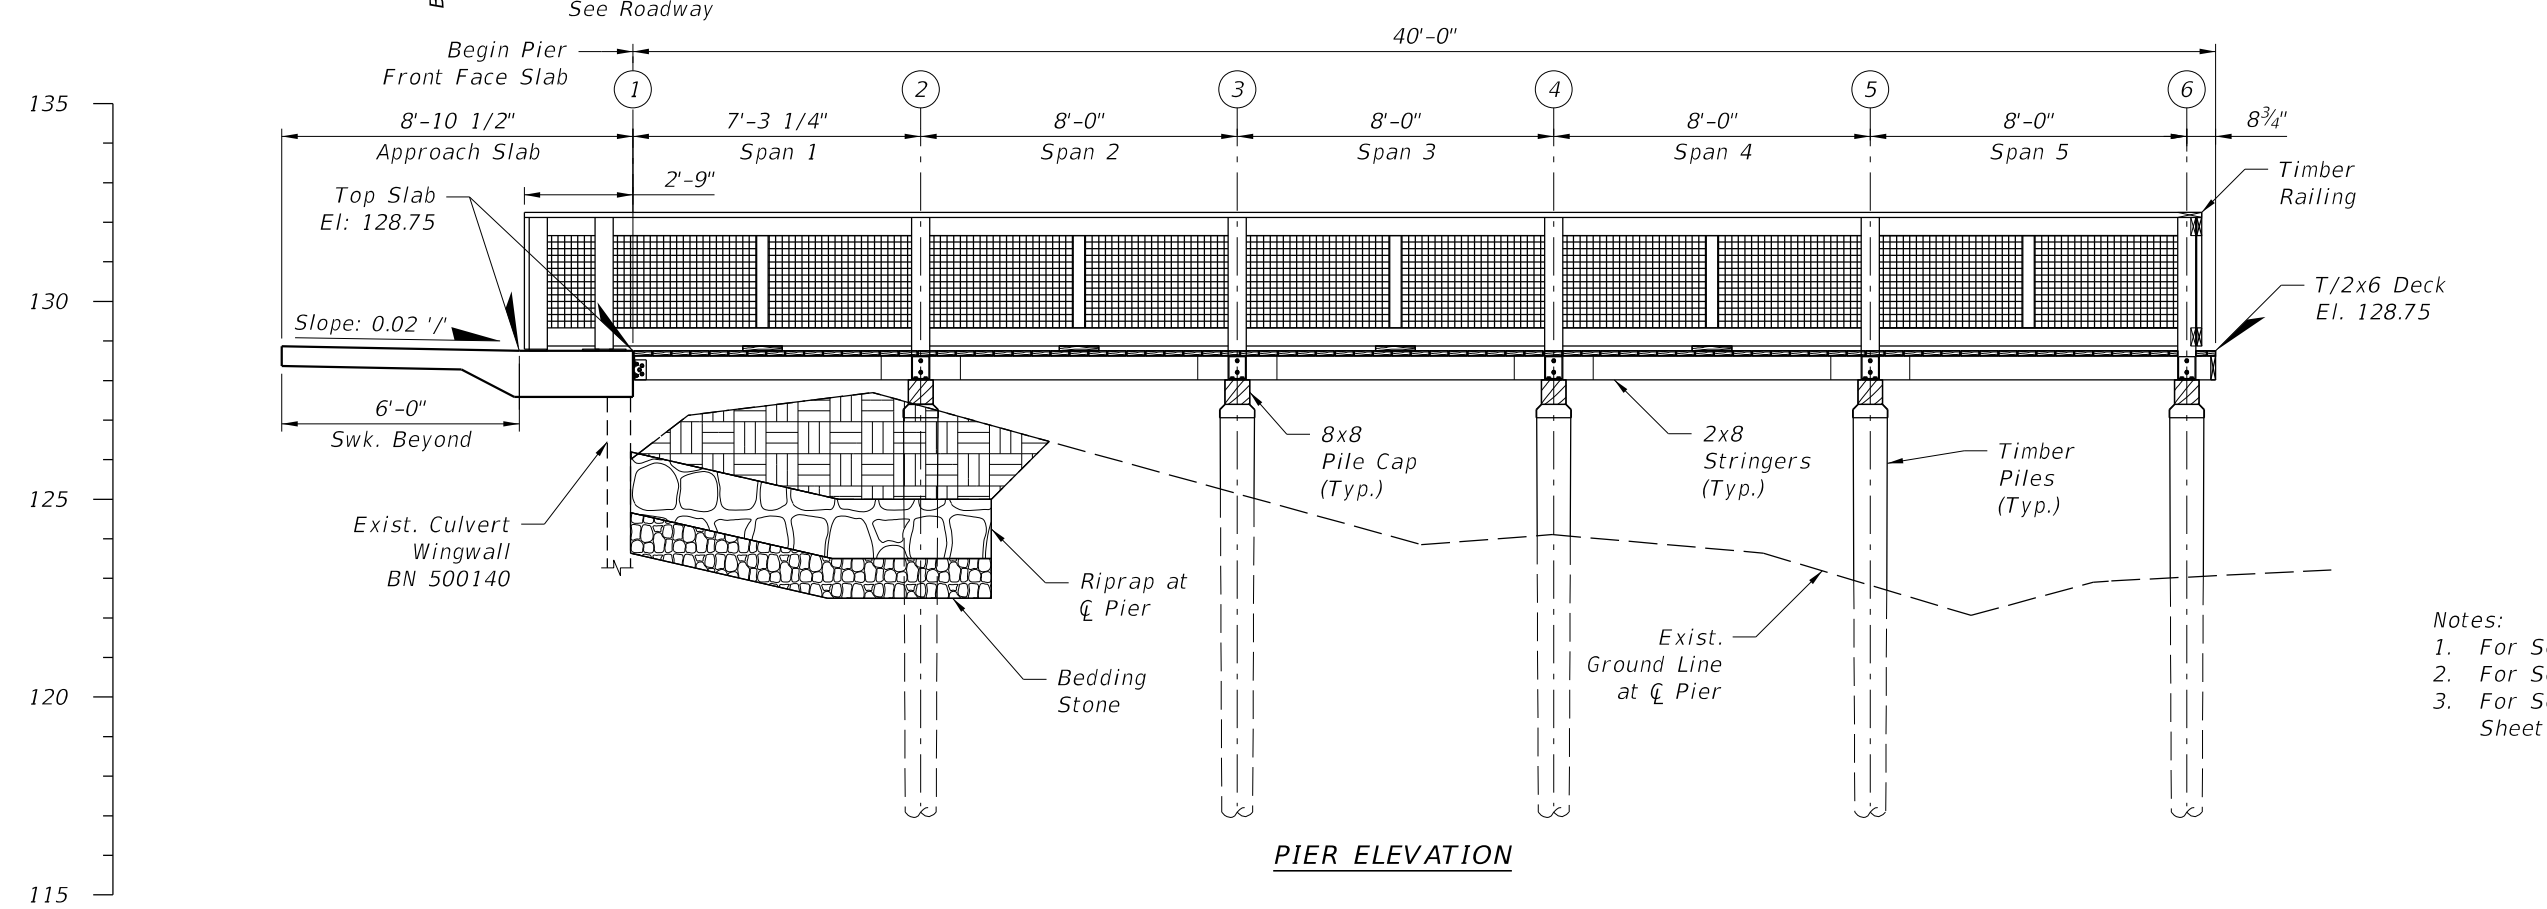 See Roadway
Begin Pier
Front Face Slab
40'-0"
1
2
3
4
5
6
135
130
125
120
115
8'-10 1/2"
Approach Slab
7'-3 1/4"
Span 1
8'-0"
Span 2
8'-0"
Span 3
8'-0"
Span 4
8'-0"
Span 5
8¾"
2'-9"
Top Slab
El: 128.75
Timber
Railing
T/2x6 Deck
El. 128.75
Slope: 0.02 '/'
6'-0"
Swk. Beyond
8x8
Pile Cap
(Typ.)
2x8
Stringers
(Typ.)
Timber
Piles
(Typ.)
Exist. Culvert
Wingwall
BN 500140
Riprap at
℄ Pier
Bedding
Stone
Exist.
Ground Line
at ℄ Pier
Notes:
1. For
2. For
3. For
Sheet
PIER ELEVATION